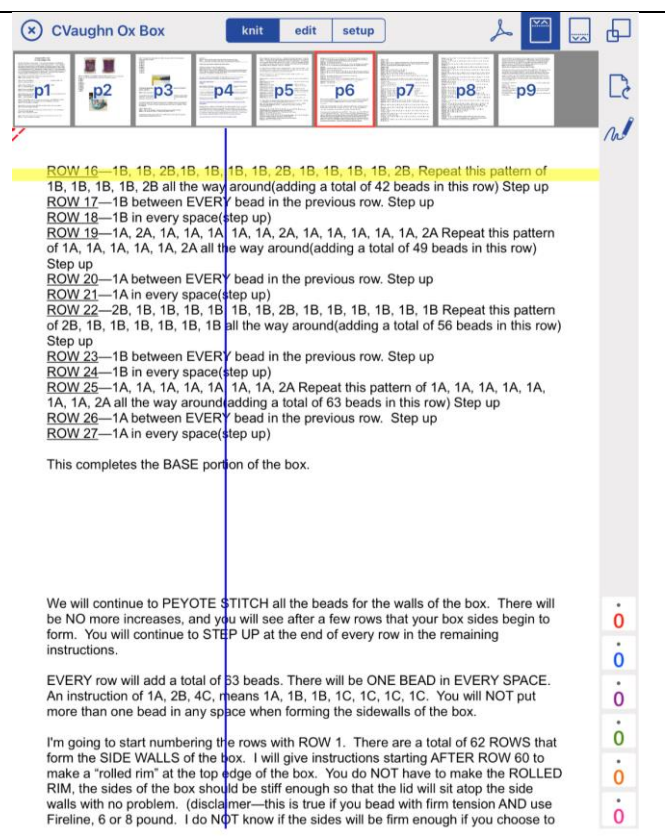 CVaughn Ox Box
knit edit setup
p1 p2 p3 p4 p5 p6 p7 p8 p9
ROW 16—1B, 1B, 2B,1B, 1B, 1B, 1B, 2B, 1B, 1B, 1B, 1B, 2B, Repeat this pattern of
1B, 1B, 1B, 1B, 2B all the way around(adding a total of 42 beads in this row) Step up
ROW 17—1B between EVERY bead in the previous row. Step up
ROW 18—1B in every space(step up)
ROW 19—1A, 2A, 1A, 1A, 1A, 1A, 1A, 2A, 1A, 1A, 1A, 1A, 1A, 2A Repeat this pattern
of 1A, 1A, 1A, 1A, 1A, 2A all the way around(adding a total of 49 beads in this row)
Step up
ROW 20—1A between EVERY bead in the previous row. Step up
ROW 21—1A in every space(step up)
ROW 22—2B, 1B, 1B, 1B, 1B, 1B, 1B, 2B, 1B, 1B, 1B, 1B, 1B, 1B Repeat this pattern
of 2B, 1B, 1B, 1B, 1B, 1B, 1B all the way around(adding a total of 56 beads in this row)
Step up
ROW 23—1B between EVERY bead in the previous row. Step up
ROW 24—1B in every space(step up)
ROW 25—1A, 1A, 1A, 1A, 1A, 1A, 1A, 2A Repeat this pattern of 1A, 1A, 1A, 1A, 1A,
1A, 1A, 2A all the way around(adding a total of 63 beads in this row) Step up
ROW 26—1A between EVERY bead in the previous row. Step up
ROW 27—1A in every space(step up)
This completes the BASE portion of the box.
We will continue to PEYOTE STITCH all the beads for the walls of the box. There will
be NO more increases, and you will see after a few rows that your box sides begin to
form. You will continue to STEP UP at the end of every row in the remaining
instructions.
EVERY row will add a total of 63 beads. There will be ONE BEAD in EVERY SPACE.
An instruction of 1A, 2B, 4C, means 1A, 1B, 1B, 1C, 1C, 1C, 1C. You will NOT put
more than one bead in any space when forming the sidewalls of the box.
I'm going to start numbering the rows with ROW 1. There are a total of 62 ROWS that
form the SIDE WALLS of the box. I will give instructions starting AFTER ROW 60 to
make a “rolled rim” at the top edge of the box. You do NOT have to make the ROLLED
RIM, the sides of the box should be stiff enough so that the lid will sit atop the side
walls with no problem. (disclaimer—this is true if you bead with firm tension AND use
Fireline, 6 or 8 pound. I do NOT know if the sides will be firm enough if you choose to
0
0
0
0
0
0